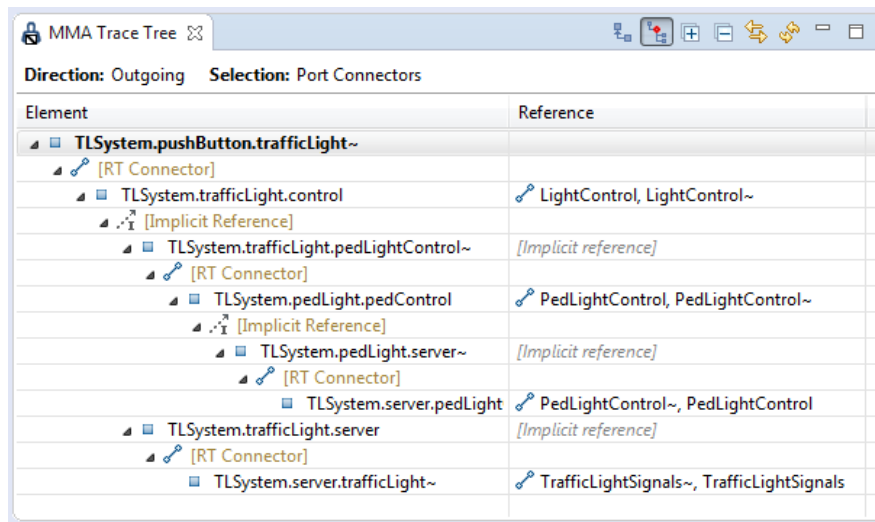 MMA Trace Tree
Direction: Outgoing Selection: Port Connectors
Element Reference
TLSystem.pushButton.trafficLight~
[RT Connector]
TLSystem.trafficLight.control LightControl, LightControl~
[Implicit Reference]
TLSystem.trafficLight.pedLightControl~ [Implicit reference]
[RT Connector]
TLSystem.pedLight.pedControl PedLightControl, PedLightControl~
[Implicit Reference]
TLSystem.pedLight.server~ [Implicit reference]
[RT Connector]
TLSystem.server.pedLight PedLightControl~, PedLightControl
TLSystem.trafficLight.server [Implicit reference]
[RT Connector]
TLSystem.server.trafficLight~ TrafficLightSignals~, TrafficLightSignals